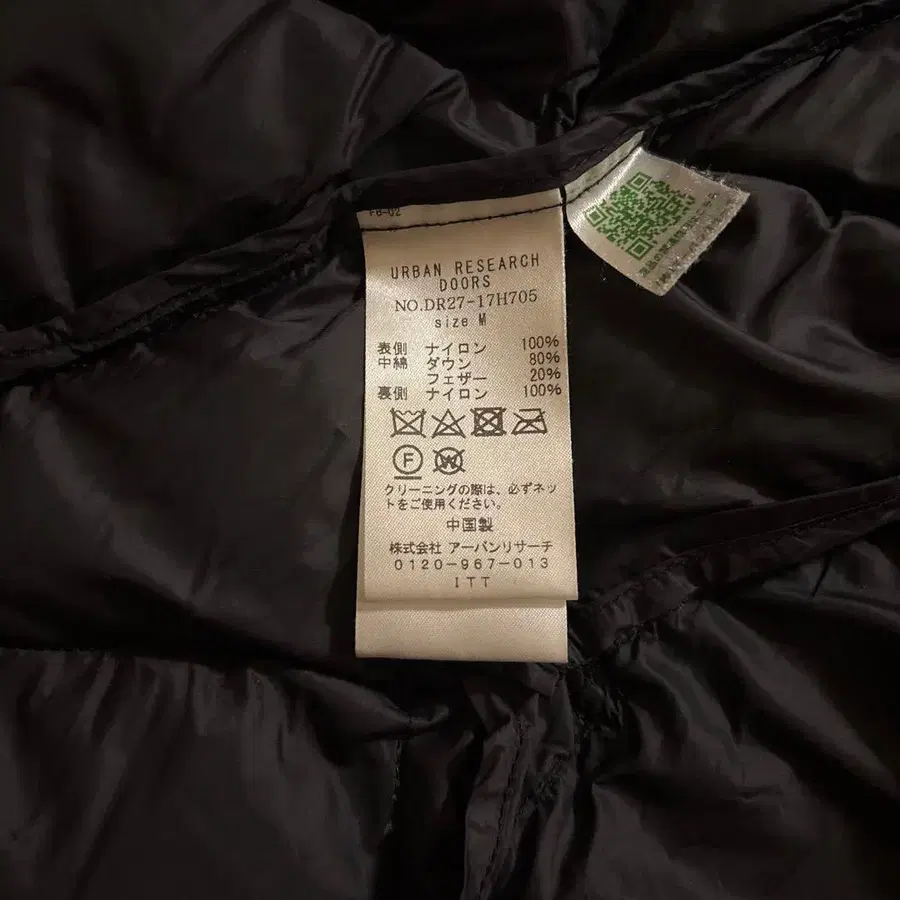 F6-02
URBAN RESEARCH
DOORS
NO.DR27-17H705
size M
表側 ナイロン 100%
中綿 ダウン 80%
フェザー 20%
裏側 ナイロン 100%
F W
クリーニングの際は、必ずネッ
トをご使用ください。
中国製
株式会社 アーバンリサーチ
0120-967-013
ITT